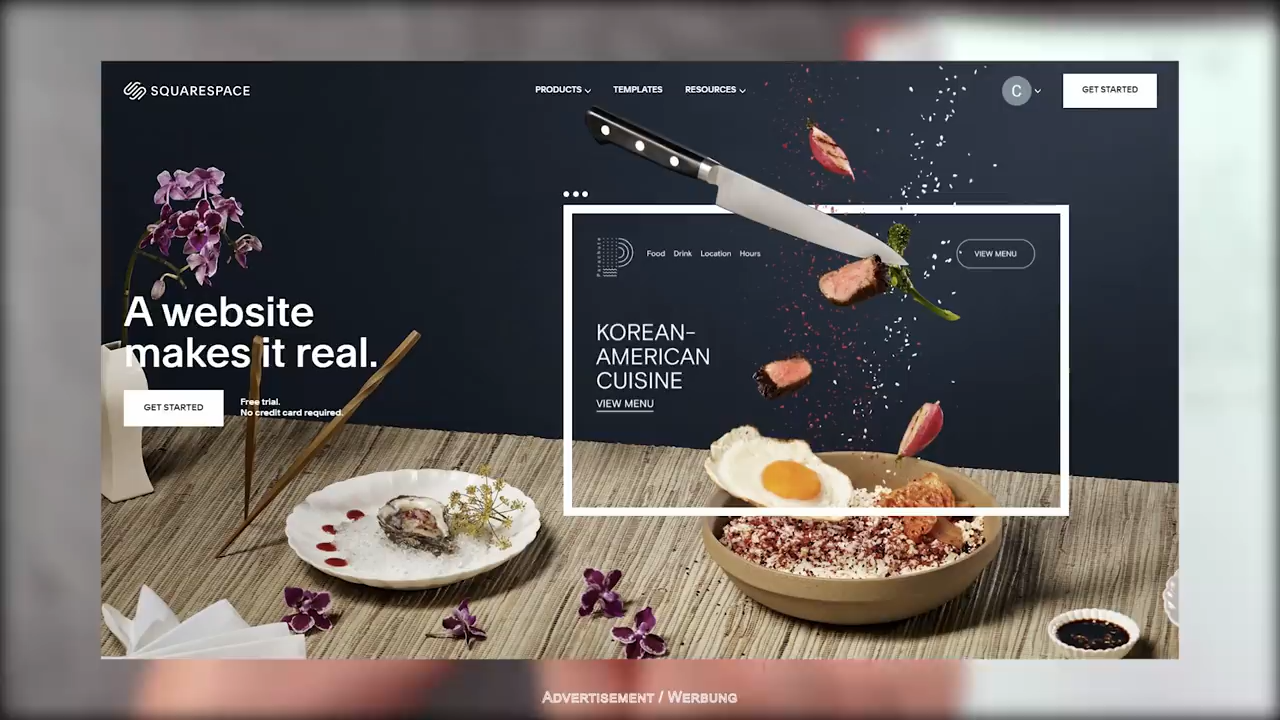 SQUARESPACE
PRODUCTS
TEMPLATES
RESOURCES
C
GET STARTED
Food
Drink
Location
Hours
VIEW MENU
A website
makes it real.
KOREAN-
AMERICAN
CUISINE
VIEW MENU
GET STARTED
Free trial.
No credit card required.
ADVERTISEMENT / WERBUNG